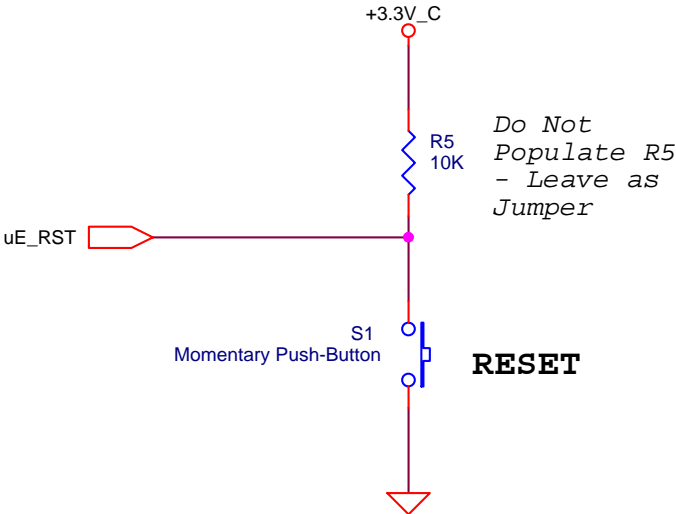 +3.3V_C
R5
10K
Do Not
Populate R5
- Leave as
Jumper
uE_RST
S1
Momentary Push-Button
RESET